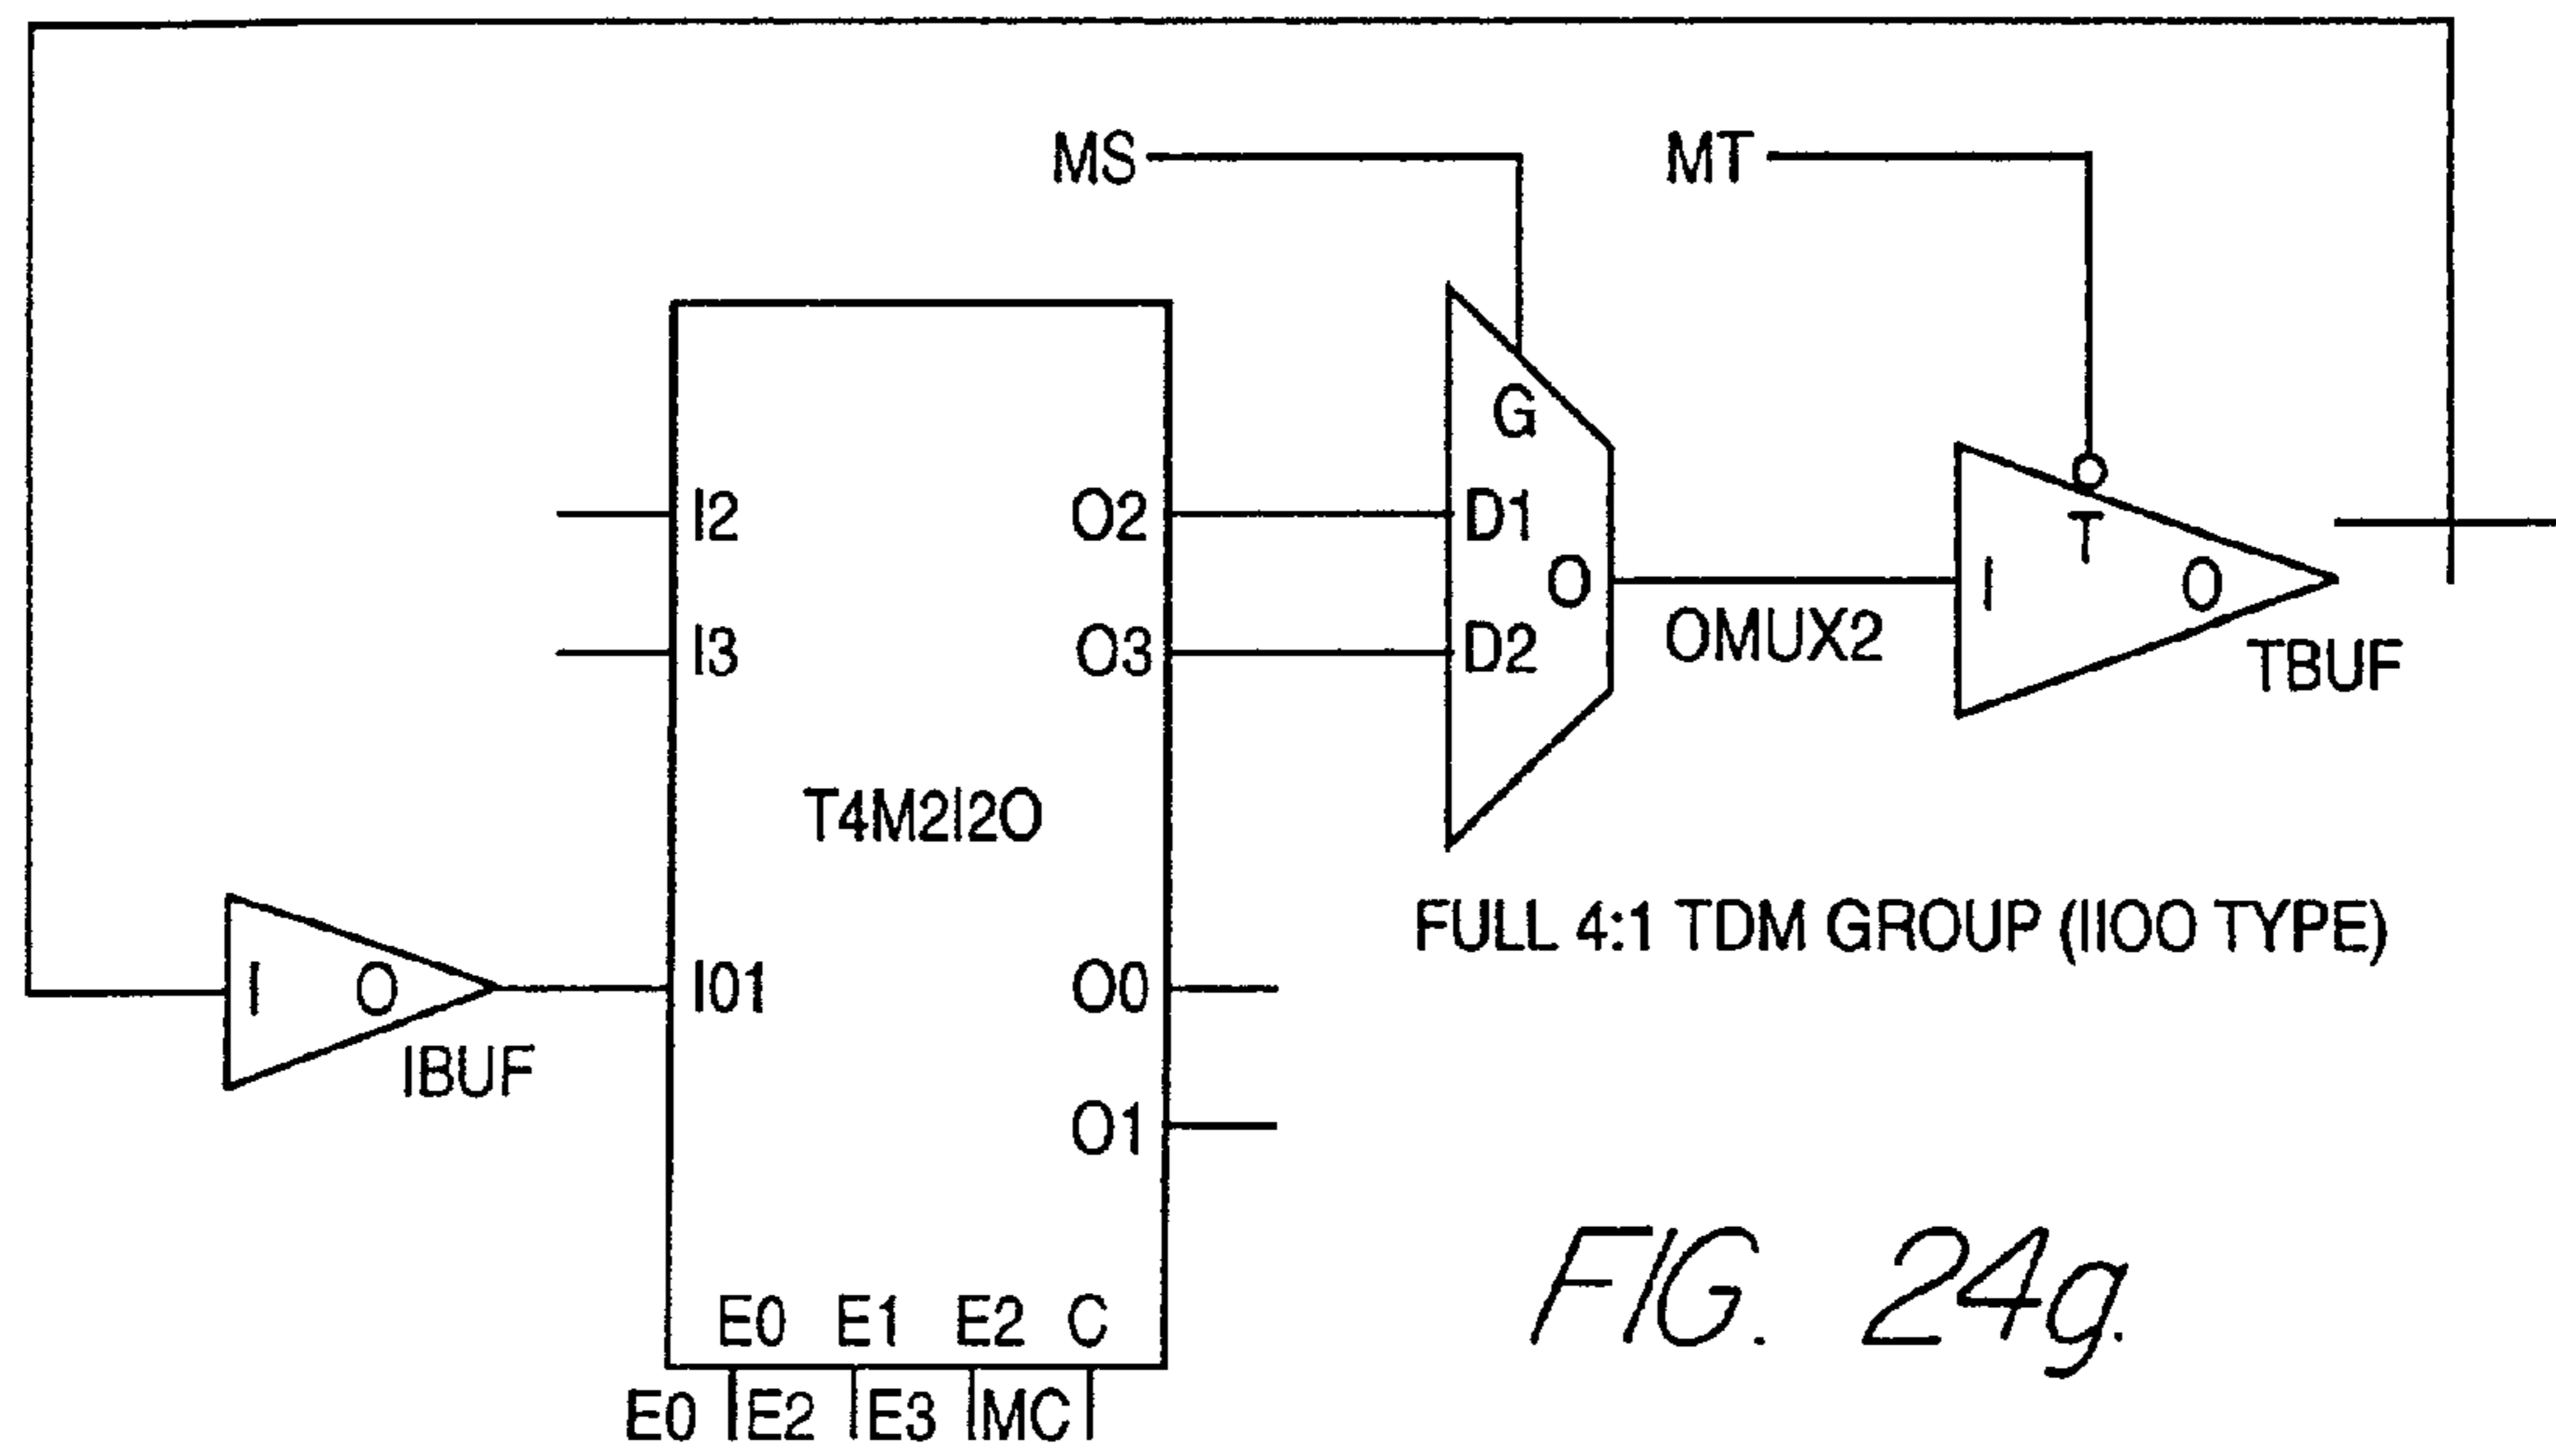 MS
MT
G
I2
O2
D1
T
O
I
O
I3
O3
D2
OMUX2
TBUF
T4M2I2O
FULL 4:1 TDM GROUP (IIOO TYPE)
I
O
I01
O0
IBUF
O1
E0 E1 E2 C
E0 E2 E3 MC
FIG. 24g.